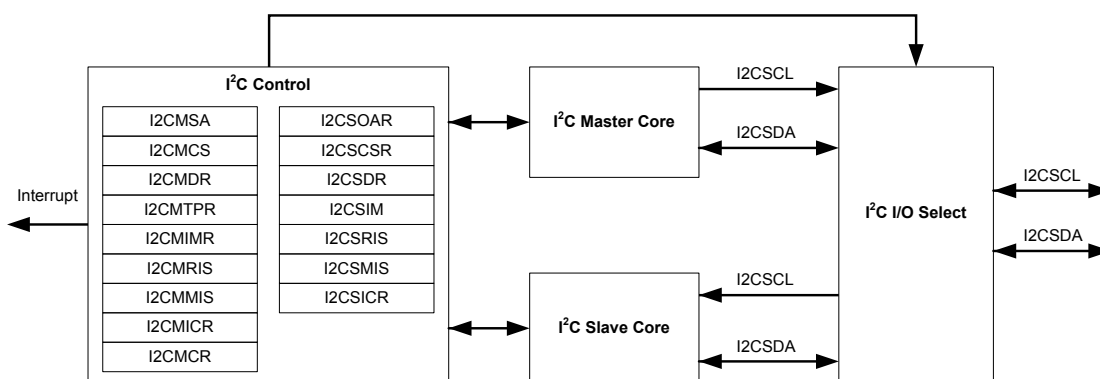 I²C Control
I2CMSA
I2CMCS
I2CMDR
I2CMTPR
I2CMIMR
I2CMRIS
I2CMMIS
I2CMICR
I2CMCR
I2CSOAR
I2CSCSR
I2CSDR
I2CSIM
I2CSRIS
I2CSMIS
I2CSICR
Interrupt
I²C Master Core
I2CSCL
I2CSDA
I²C Slave Core
I2CSCL
I2CSDA
I²C I/O Select
I2CSCL
I2CSDA